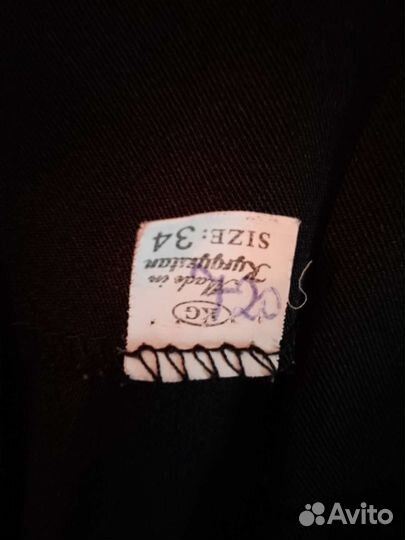 KG
Made in
Kyrgyzstan
SIZE: 34
Avito